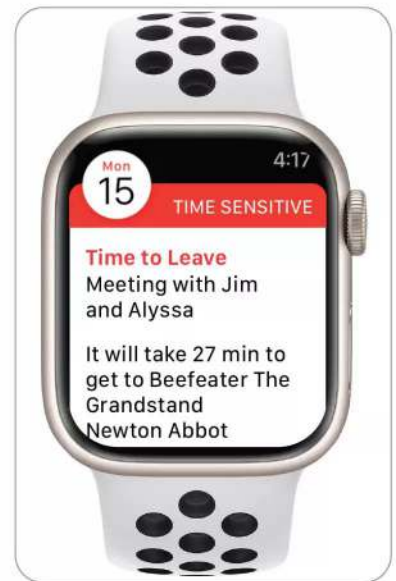 4:17
Mon
15
TIME SENSITIVE
Time to Leave
Meeting with Jim
and Alyssa
It will take 27 min to
get to Beefeater The
Grandstand
Newton Abbot